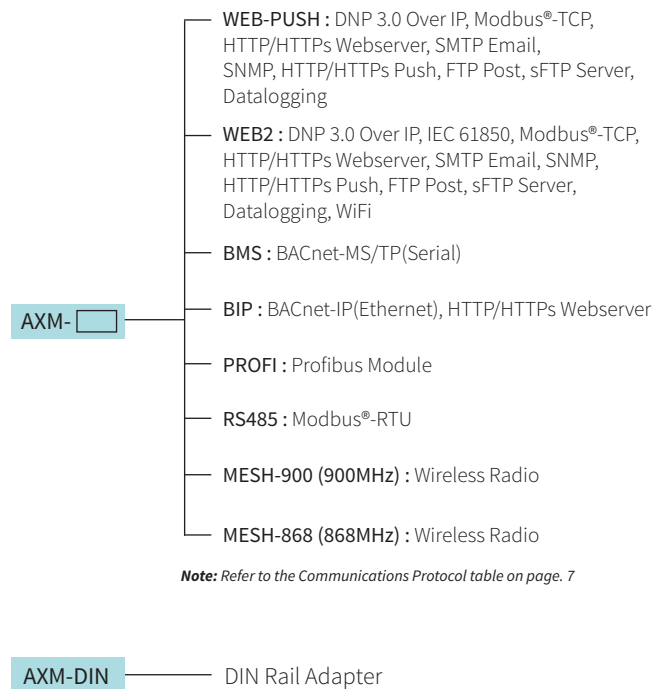 WEB-PUSH : DNP 3.0 Over IP, Modbus®-TCP,
HTTP/HTTPs Webserver, SMTP Email,
SNMP, HTTP/HTTPs Push, FTP Post, sFTP Server,
Datalogging
WEB2 : DNP 3.0 Over IP, IEC 61850, Modbus®-TCP,
HTTP/HTTPs Webserver, SMTP Email, SNMP,
HTTP/HTTPs Push, FTP Post, sFTP Server,
Datalogging, WiFi
BMS : BACnet-MS/TP(Serial)
AXM-
BIP : BACnet-IP(Ethernet), HTTP/HTTPs Webserver
PROFI : Profibus Module
RS485 : Modbus®-RTU
MESH-900 (900MHz) : Wireless Radio
MESH-868 (868MHz) : Wireless Radio
Note: Refer to the Communications Protocol table on page. 7
AXM-DIN DIN Rail Adapter